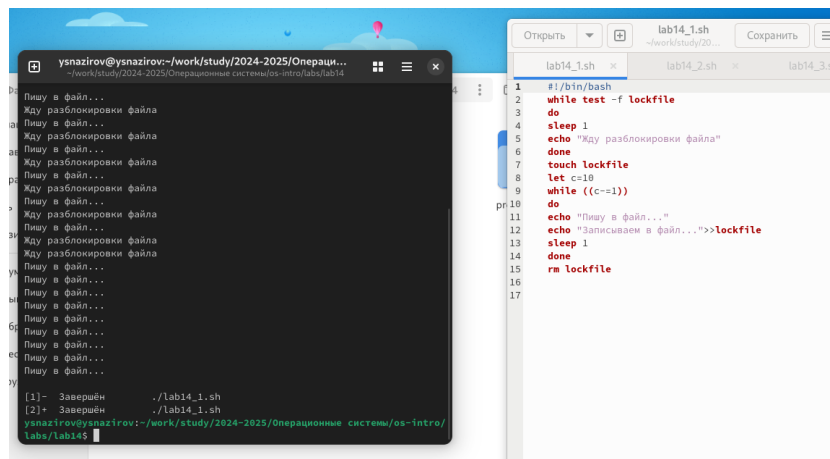 ysnazirov@ysnazirov:~/work/study/2024-2025/Операци...
~/work/study/2024-2025/Операционные системы/os-intro/labs/lab14
Пишу в файл...
Жду разблокировки файла
Пишу в файл...
Жду разблокировки файла
Пишу в файл...
Жду разблокировки файла
Пишу в файл...
Жду разблокировки файла
Пишу в файл...
Жду разблокировки файла
Пишу в файл...
Жду разблокировки файла
Жду разблокировки файла
Пишу в файл...
Пишу в файл...
Пишу в файл...
Пишу в файл...
Пишу в файл...
Пишу в файл...
Пишу в файл...
Пишу в файл...
Пишу в файл...
[1]- Завершён ./lab14_1.sh
[2]+ Завершён ./lab14_1.sh
ysnazirov@ysnazirov:~/work/study/2024-2025/Операционные системы/os-intro/
labs/lab14$
Открыть
lab14_1.sh
~/work/study/20...
Сохранить
lab14_1.sh × lab14_2.sh × lab14_3.s
1 #!/bin/bash
2 while test -f lockfile
3 do
4 sleep 1
5 echo "Жду разблокировки файла"
6 done
7 touch lockfile
8 let c=10
9 while ((c-=1))
10 do
11 echo "Пишу в файл..."
12 echo "Записываем в файл...">>lockfile
13 sleep 1
14 done
15 rm lockfile
16
17